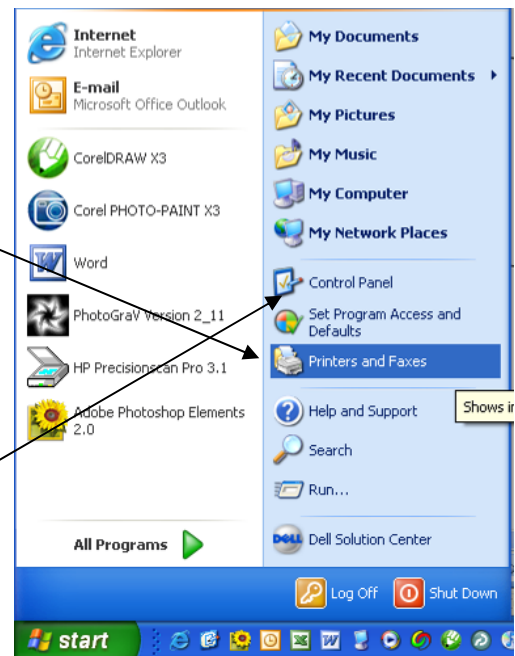 Internet
Internet Explorer
E-mail
Microsoft Office Outlook
CorelDRAW X3
Corel PHOTO-PAINT X3
Word
PhotoGraV Version 2_11
HP Precisionscan Pro 3.1
Adobe Photoshop Elements
2.0
All Programs
My Documents
My Recent Documents
My Pictures
My Music
My Computer
My Network Places
Control Panel
Set Program Access and
Defaults
Printers and Faxes
Shows
Help and Support
Search
Run...
DELL Dell Solution Center
Log Off Shut Down
start